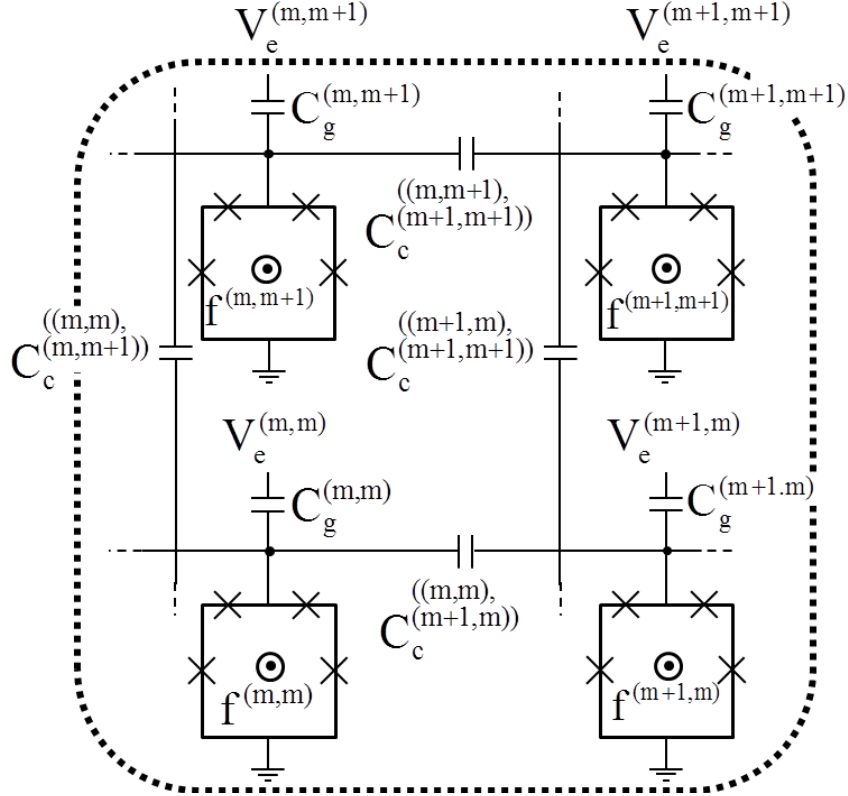 V_e^(m,m+1)
V_e^(m+1,m+1)
C_g^(m,m+1)
C_g^(m+1,m+1)
C_c^((m,m+1),
(m+1,m+1))
f^(m,m+1)
f^(m+1,m+1)
C_c^((m,m),
(m,m+1))
C_c^((m+1,m),
(m+1,m+1))
V_e^(m,m)
V_e^(m+1,m)
C_g^(m,m)
C_g^(m+1.m)
C_c^((m,m),
(m+1,m))
f^(m,m)
f^(m+1,m)